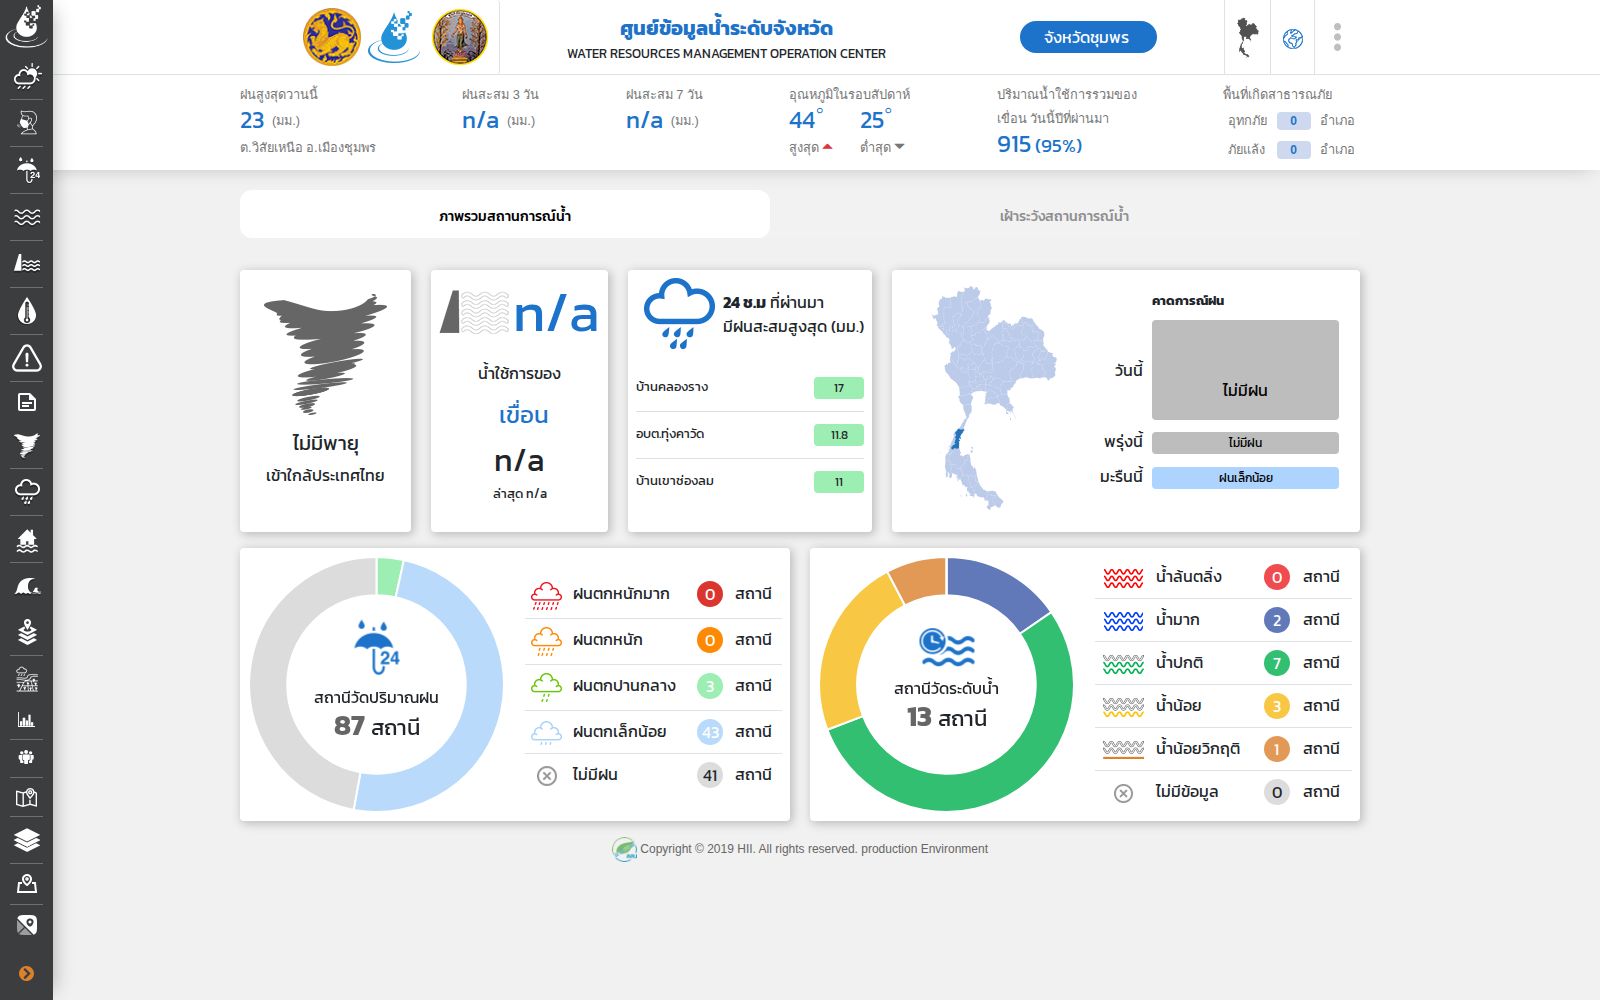 ศูนย์ข้อมูลน้ำระดับจังหวัด
WATER RESOURCES MANAGEMENT OPERATION CENTER
จังหวัดชุมพร
ฝนสูงสุดวานนี้
23 (มม.)
ต.วิสัยเหนือ อ.เมืองชุมพร
ฝนสะสม 3 วัน
n/a (มม.)
ฝนสะสม 7 วัน
n/a (มม.)
อุณหภูมิในรอบสัปดาห์
44° 25°
สูงสุด ต่ำสุด
ปริมาณน้ำใช้การรวมของ
เขื่อน วันนี้ปีที่ผ่านมา
915 (95%)
พื้นที่เกิดสาธารณภัย
อุทกภัย 0 อำเภอ
ภัยแล้ง 0 อำเภอ
24
ภาพรวมสถานการณ์น้ำ
เฝ้าระวังสถานการณ์น้ำ
ไม่มีพายุ
เข้าใกล้ประเทศไทย
n/a
น้ำใช้การของ
เขื่อน
n/a
ล่าสุด n/a
24 ช.ม ที่ผ่านมา
มีฝนสะสมสูงสุด (มม.)
บ้านคลองราง 17
อบต.ทุ่งคาวัด 11.8
บ้านเขาช่องลม 11
คาดการณ์ฝน
วันนี้ ไม่มีฝน
พรุ่งนี้ ไม่มีฝน
มะรืนนี้ ฝนเล็กน้อย
24
สถานีวัดปริมาณฝน
87 สถานี
ฝนตกหนักมาก 0 สถานี
ฝนตกหนัก 0 สถานี
ฝนตกปานกลาง 3 สถานี
ฝนตกเล็กน้อย 43 สถานี
ไม่มีฝน 41 สถานี
สถานีวัดระดับน้ำ
13 สถานี
น้ำล้นตลิ่ง 0 สถานี
น้ำมาก 2 สถานี
น้ำปกติ 7 สถานี
น้ำน้อย 3 สถานี
น้ำน้อยวิกฤติ 1 สถานี
ไม่มีข้อมูล 0 สถานี
Copyright © 2019 HII. All rights reserved. production Environment